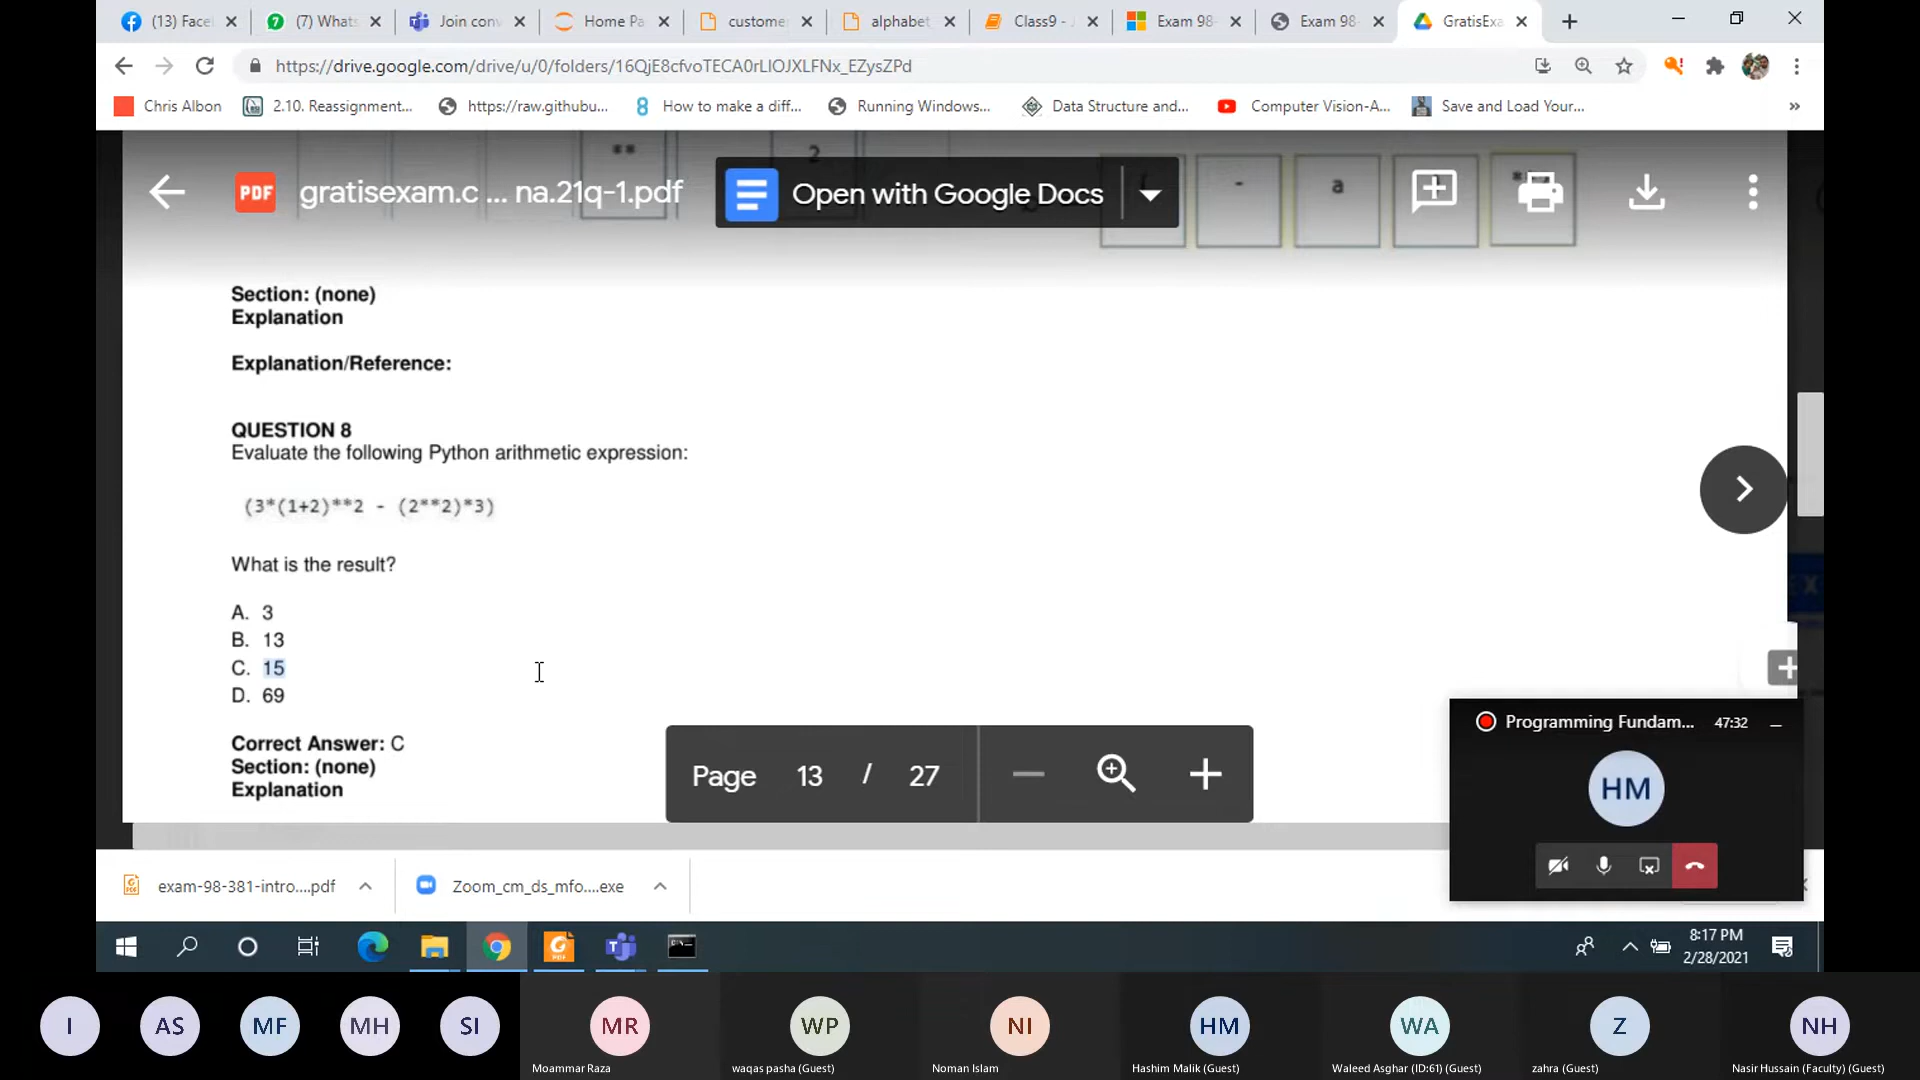 (13) Face
(7) Whats
Join con
Home Pa
custome
alphabet
Class9 -
Exam 98-
Exam 98-
GratisExa
https://drive.google.com/drive/u/0/folders/16QjE8cfvoTECA0rLlOJXLFNx_EZysZPd
Chris Albon
2.10. Reassignment...
https://raw.githubu...
How to make a diff...
Running Windows...
Data Structure and...
Computer Vision-A...
Save and Load Your...
»
** 2 - a
PDF
gratisexam.c ... na.21q-1.pdf
Open with Google Docs
Section: (none)
Explanation
Explanation/Reference:
QUESTION 8
Evaluate the following Python arithmetic expression:
(3*(1+2)**2 - (2**2)*3)
What is the result?
A. 3
B. 13
C. 15
D. 69
Correct Answer: C
Section: (none)
Explanation
Page 13 / 27
Programming Fundam... 47:32
HM
exam-98-381-intro....pdf
Zoom_cm_ds_mfo....exe
8:17 PM
2/28/2021
I
AS
MF
MH
SI
MR
WP
NI
HM
WA
Z
NH
Moammar Raza
waqas pasha (Guest)
Noman Islam
Hashim Malik (Guest)
Waleed Asghar (ID:61) (Guest)
zahra (Guest)
Nasir Hussain (Faculty) (Guest)